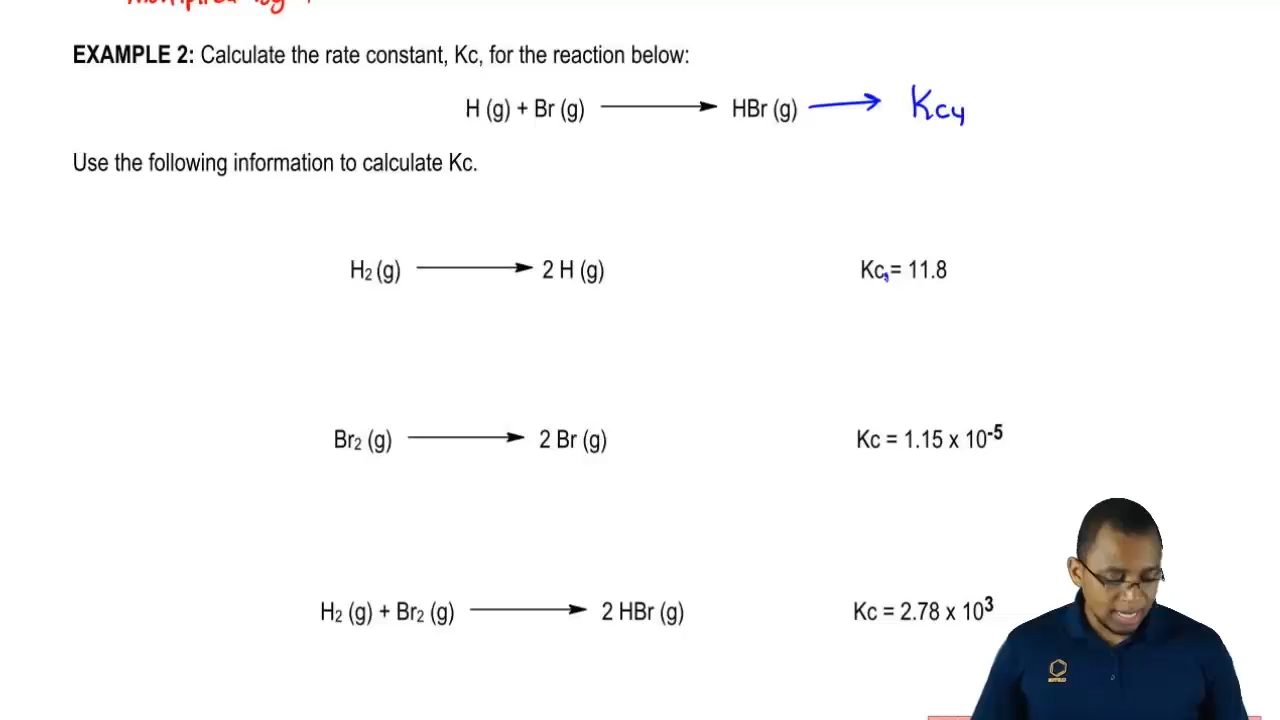 multiplied by
EXAMPLE 2: Calculate the rate constant, Kc, for the reaction below:
H (g) + Br (g) ⟶ HBr (g) ⟶ Kc4
Use the following information to calculate Kc.
H2 (g) ⟶ 2 H (g) Kc = 11.8
Br2 (g) ⟶ 2 Br (g) Kc = 1.15 x 10-5
H2 (g) + Br2 (g) ⟶ 2 HBr (g) Kc = 2.78 x 103